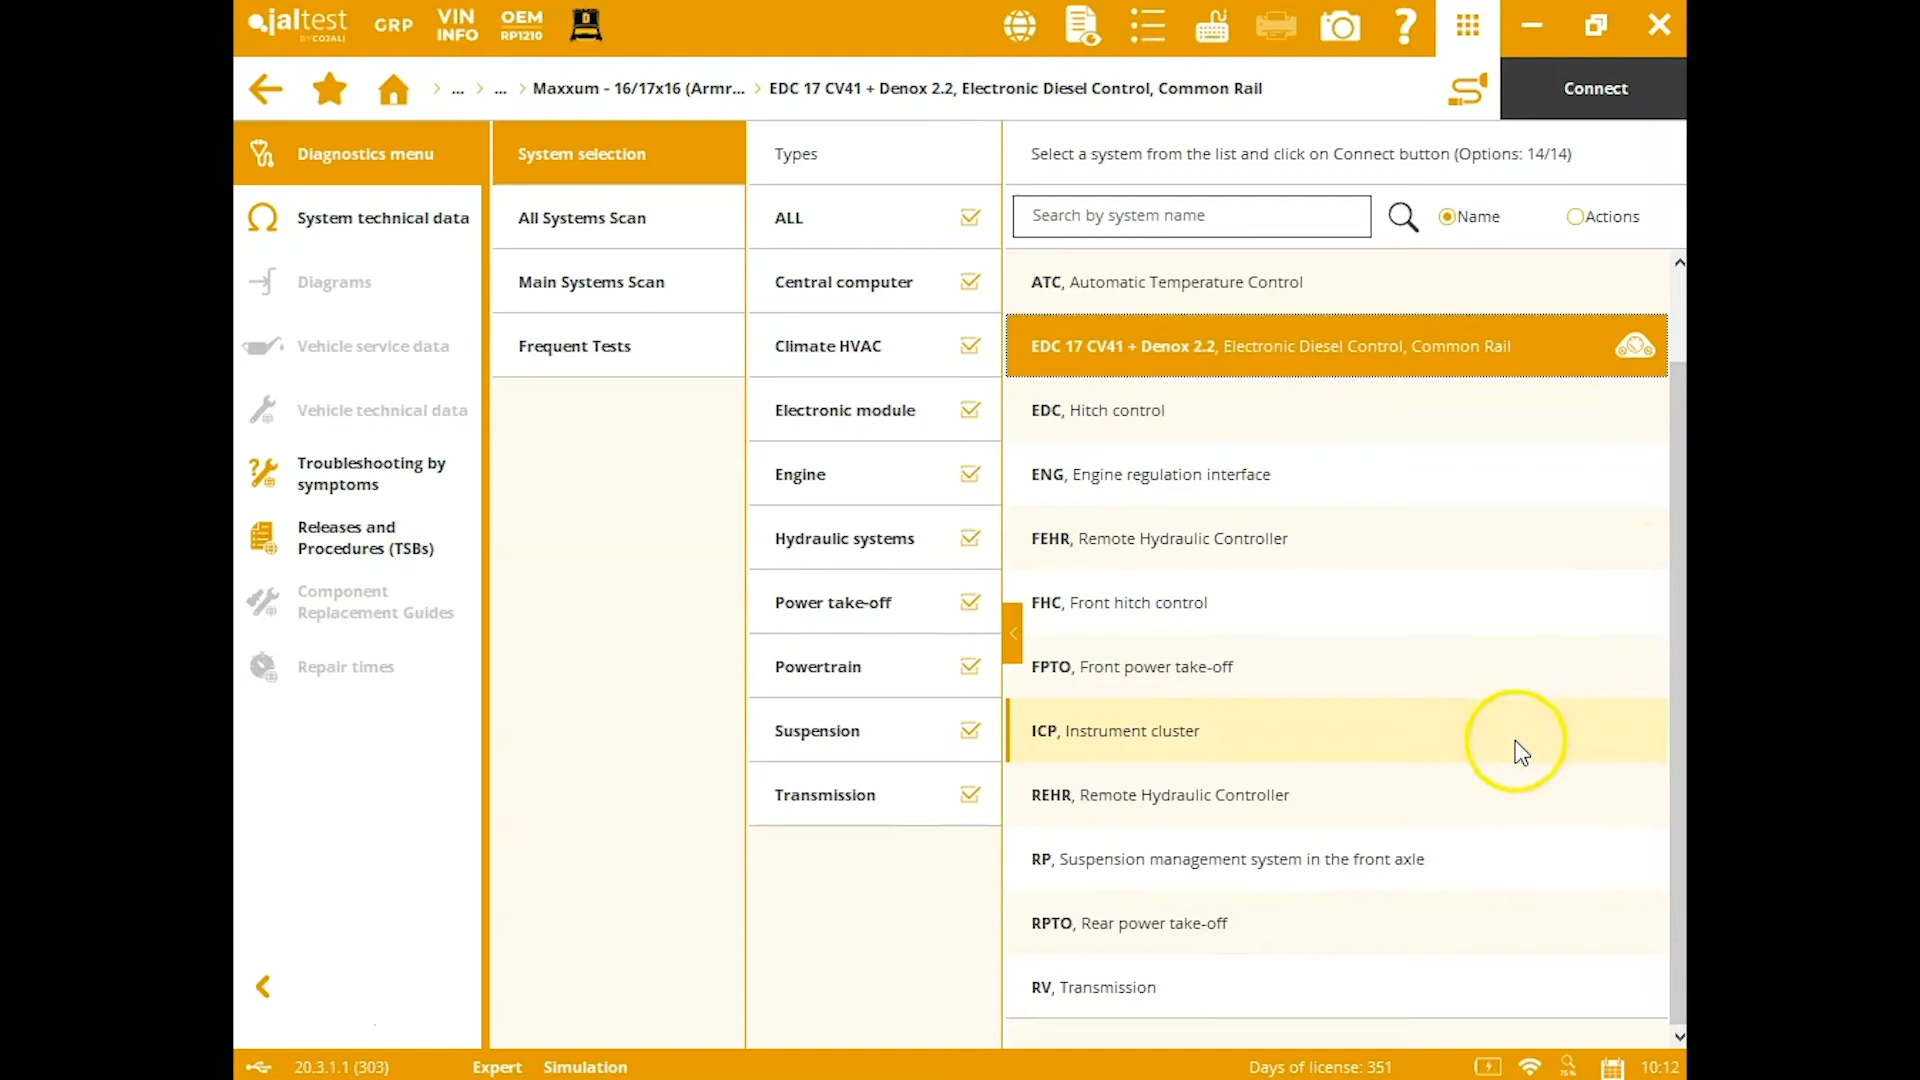 jaltest
BY COJALI
GRP
VIN
INFO
OEM
RP1210
... ... Maxxum - 16/17x16 (Armr... EDC 17 CV41 + Denox 2.2, Electronic Diesel Control, Common Rail
Connect
Diagnostics menu
System technical data
Diagrams
Vehicle service data
Vehicle technical data
Troubleshooting by
symptoms
Releases and
Procedures (TSBs)
Component
Replacement Guides
Repair times
System selection
All Systems Scan
Main Systems Scan
Frequent Tests
Types
ALL
Central computer
Climate HVAC
Electronic module
Engine
Hydraulic systems
Power take-off
Powertrain
Suspension
Transmission
Select a system from the list and click on Connect button (Options: 14/14)
Search by system name
Name
Actions
ATC, Automatic Temperature Control
EDC 17 CV41 + Denox 2.2, Electronic Diesel Control, Common Rail
EDC, Hitch control
ENG, Engine regulation interface
FEHR, Remote Hydraulic Controller
FHC, Front hitch control
FPTO, Front power take-off
ICP, Instrument cluster
REHR, Remote Hydraulic Controller
RP, Suspension management system in the front axle
RPTO, Rear power take-off
RV, Transmission
20.3.1.1 (303)
Expert
Simulation
Days of license: 351
75%
10:12